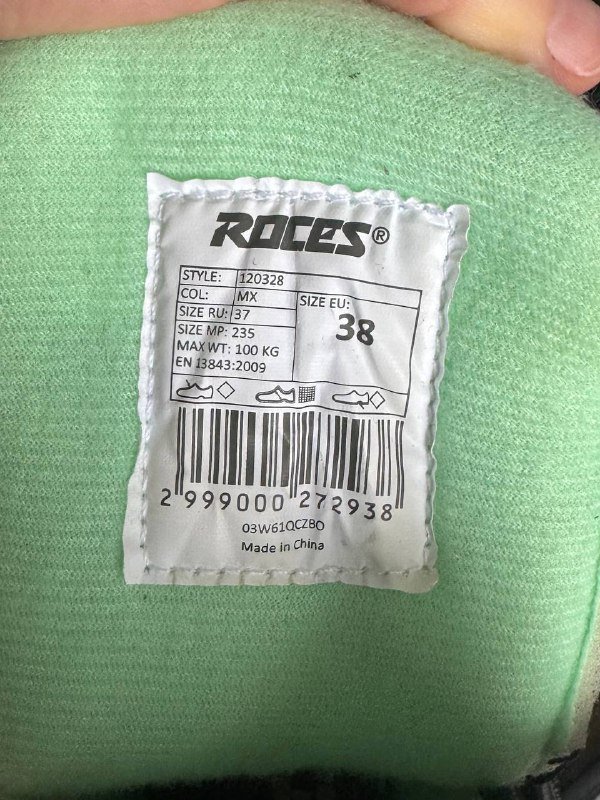 ROCES®
STYLE: 120328
COL: MX
SIZE RU: 37
SIZE MP: 235
MAX WT: 100 KG
EN 13843:2009
SIZE EU:
38
2 999000 272938
03W61QCZBO
Made in China